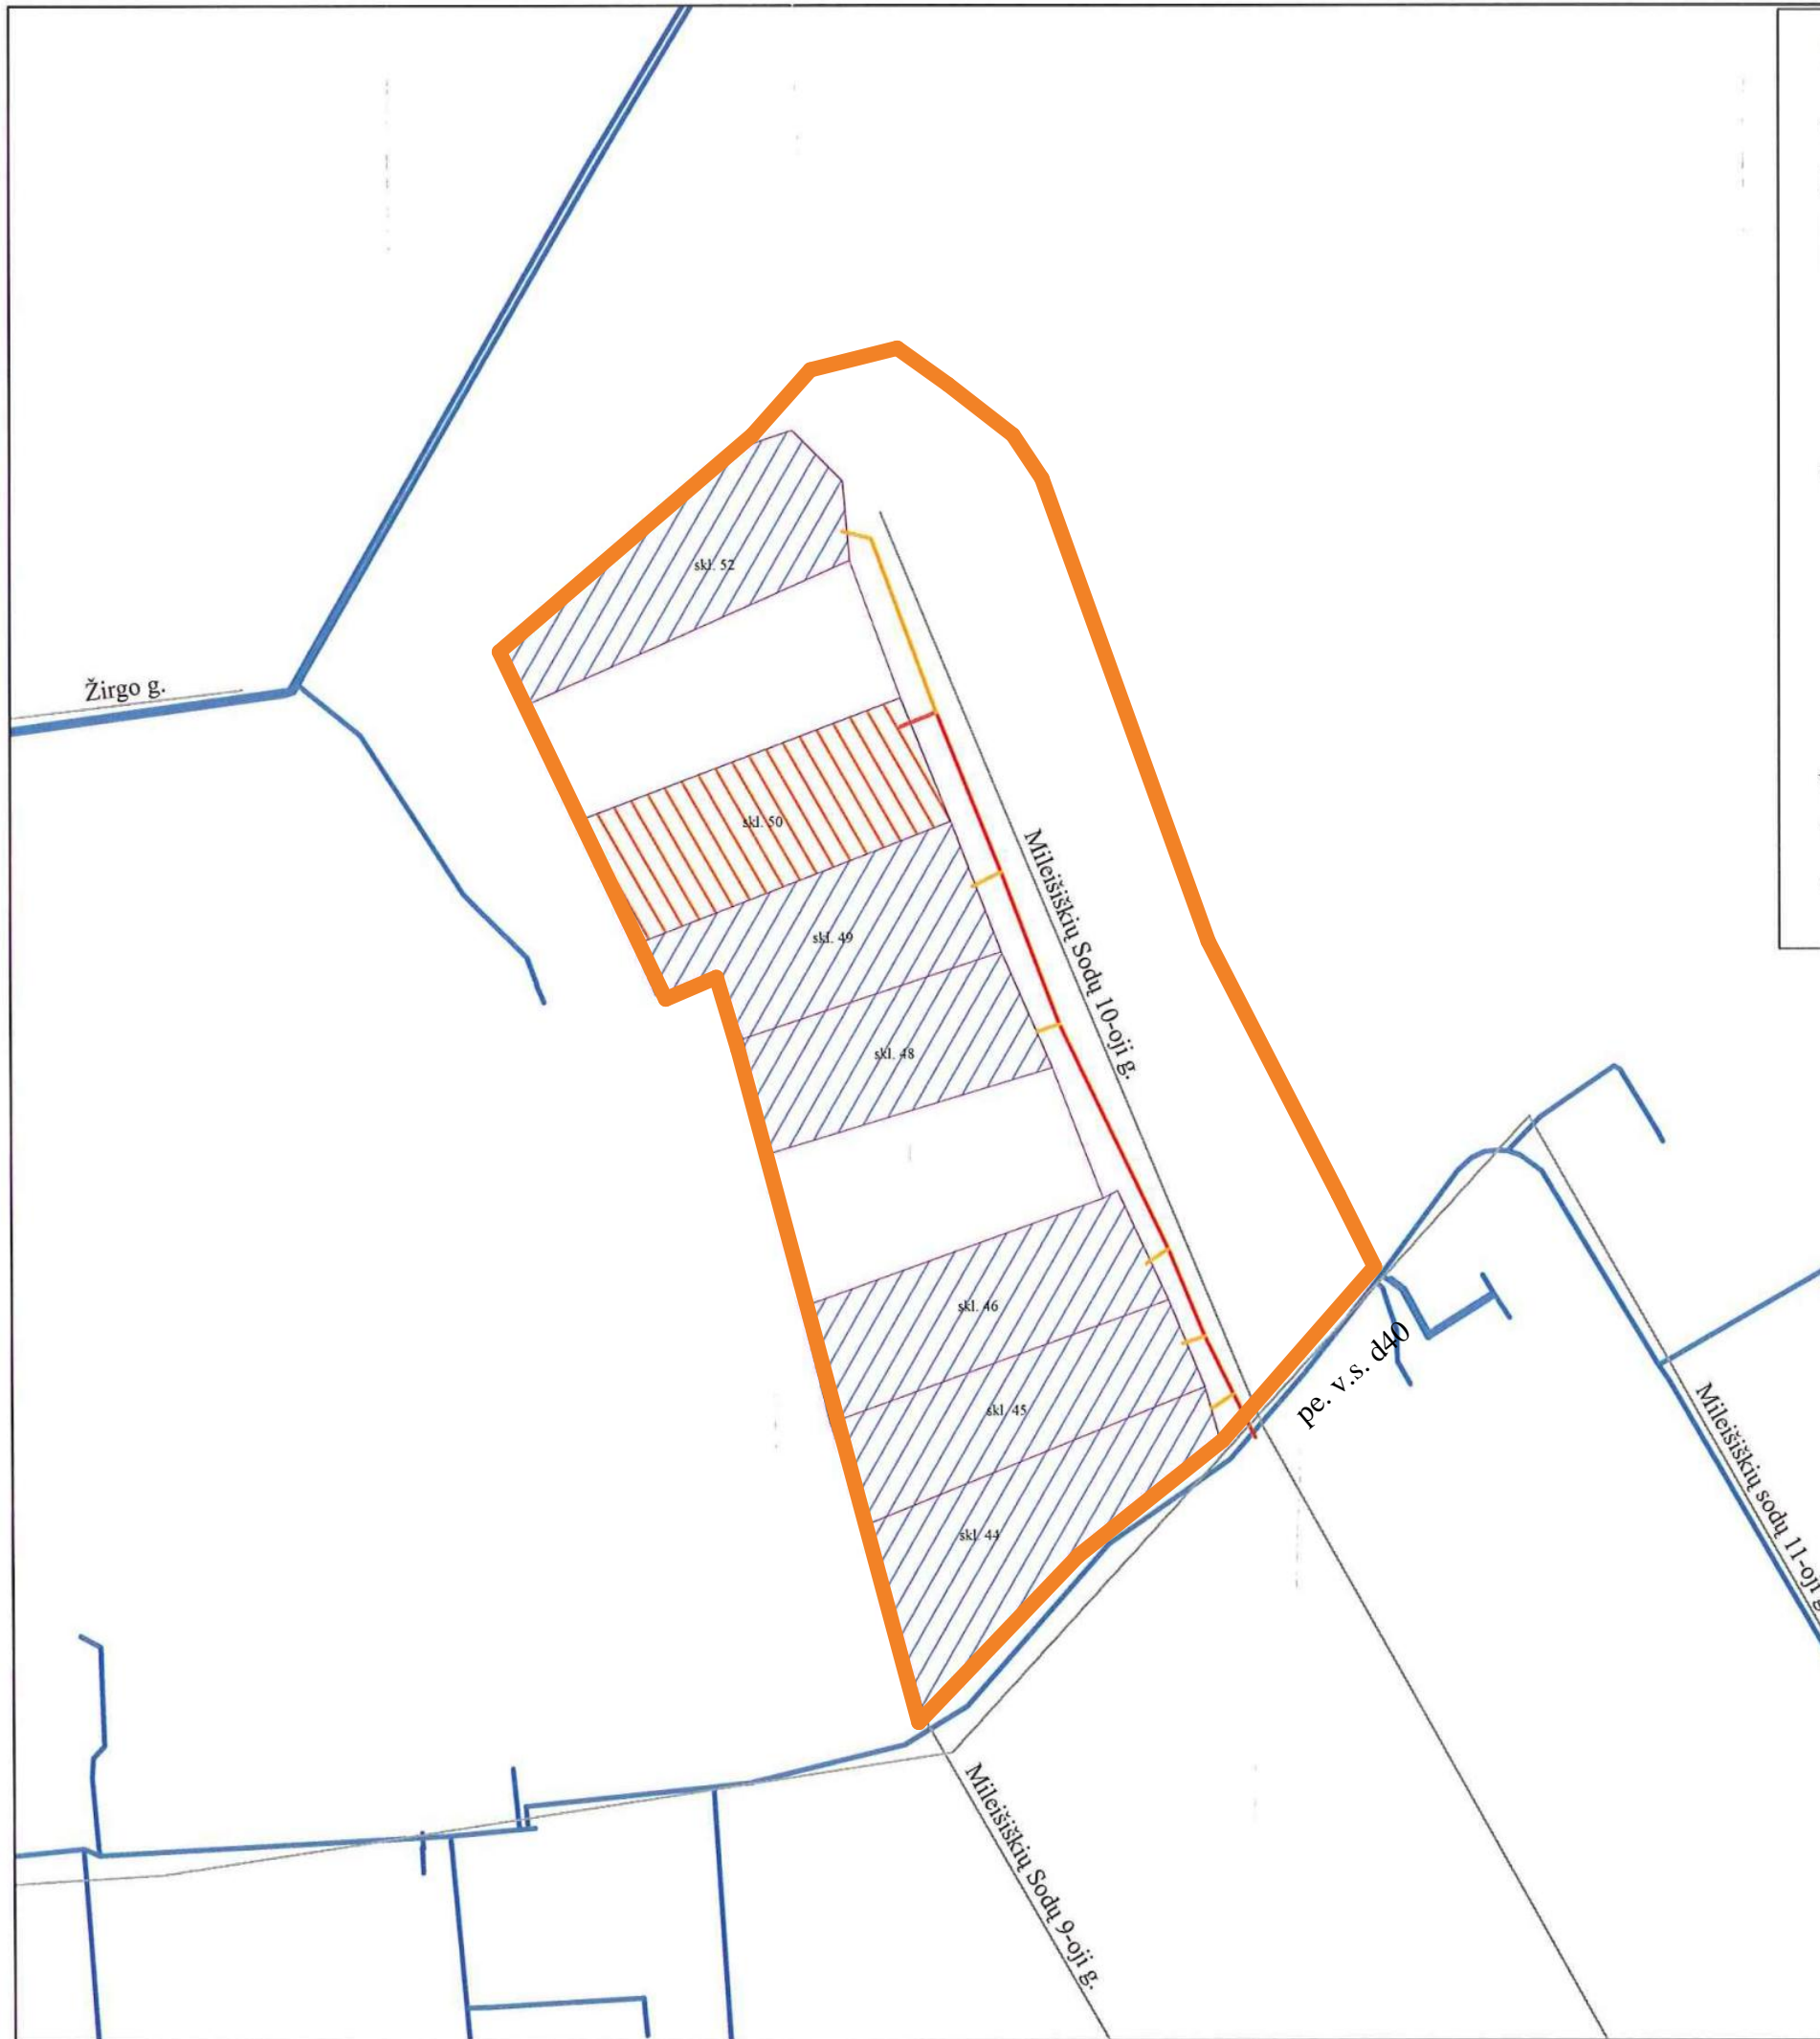 skl. 52
Žirgo g.
skl. 50
Mileišiškių Sodų 10-oji g.
skl. 49
skl. 48
skl. 46
pe. v.s. d40
skl. 45
Mileišiškių sodų 11-oji g.
skl. 44
Mileišiškių Sodų 9-oji g.